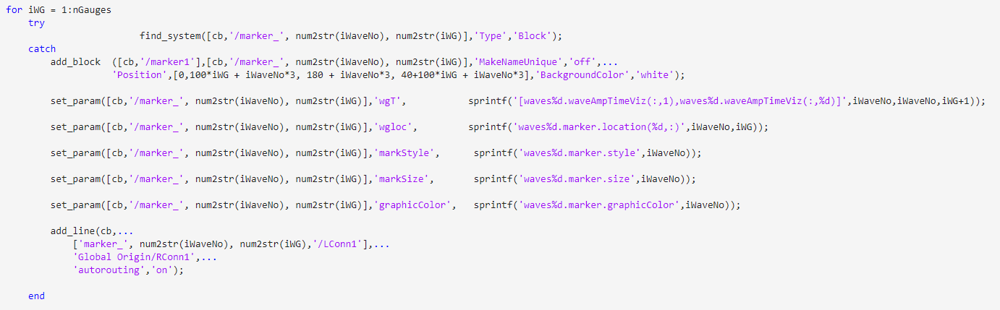 for iWG = 1:nGauges
try
find_system([cb,'/marker_', num2str(iWaveNo), num2str(iWG)],'Type','Block');
catch
add_block  ([cb,'/marker1'],[cb,'/marker_', num2str(iWaveNo), num2str(iWG)],'MakeNameUnique','off',...
'Position',[0,100*iWG + iWaveNo*3, 180 + iWaveNo*3, 40+100*iWG + iWaveNo*3],'BackgroundColor','white');
set_param([cb,'/marker_', num2str(iWaveNo), num2str(iWG)],'wgT',           sprintf('[waves%d.waveAmpTimeViz(:,1),waves%d.waveAmpTimeViz(:,%d)]',iWaveNo,iWaveNo,iWG+1));
set_param([cb,'/marker_', num2str(iWaveNo), num2str(iWG)],'wgloc',         sprintf('waves%d.marker.location(%d,:)',iWaveNo,iWG));
set_param([cb,'/marker_', num2str(iWaveNo), num2str(iWG)],'markStyle',      sprintf('waves%d.marker.style',iWaveNo));
set_param([cb,'/marker_', num2str(iWaveNo), num2str(iWG)],'markSize',       sprintf('waves%d.marker.size',iWaveNo));
set_param([cb,'/marker_', num2str(iWaveNo), num2str(iWG)],'graphicColor',   sprintf('waves%d.marker.graphicColor',iWaveNo));
add_line(cb,...
['marker_', num2str(iWaveNo), num2str(iWG),'/LConn1'],...
'Global Origin/RConn1',...
'autorouting','on');
end